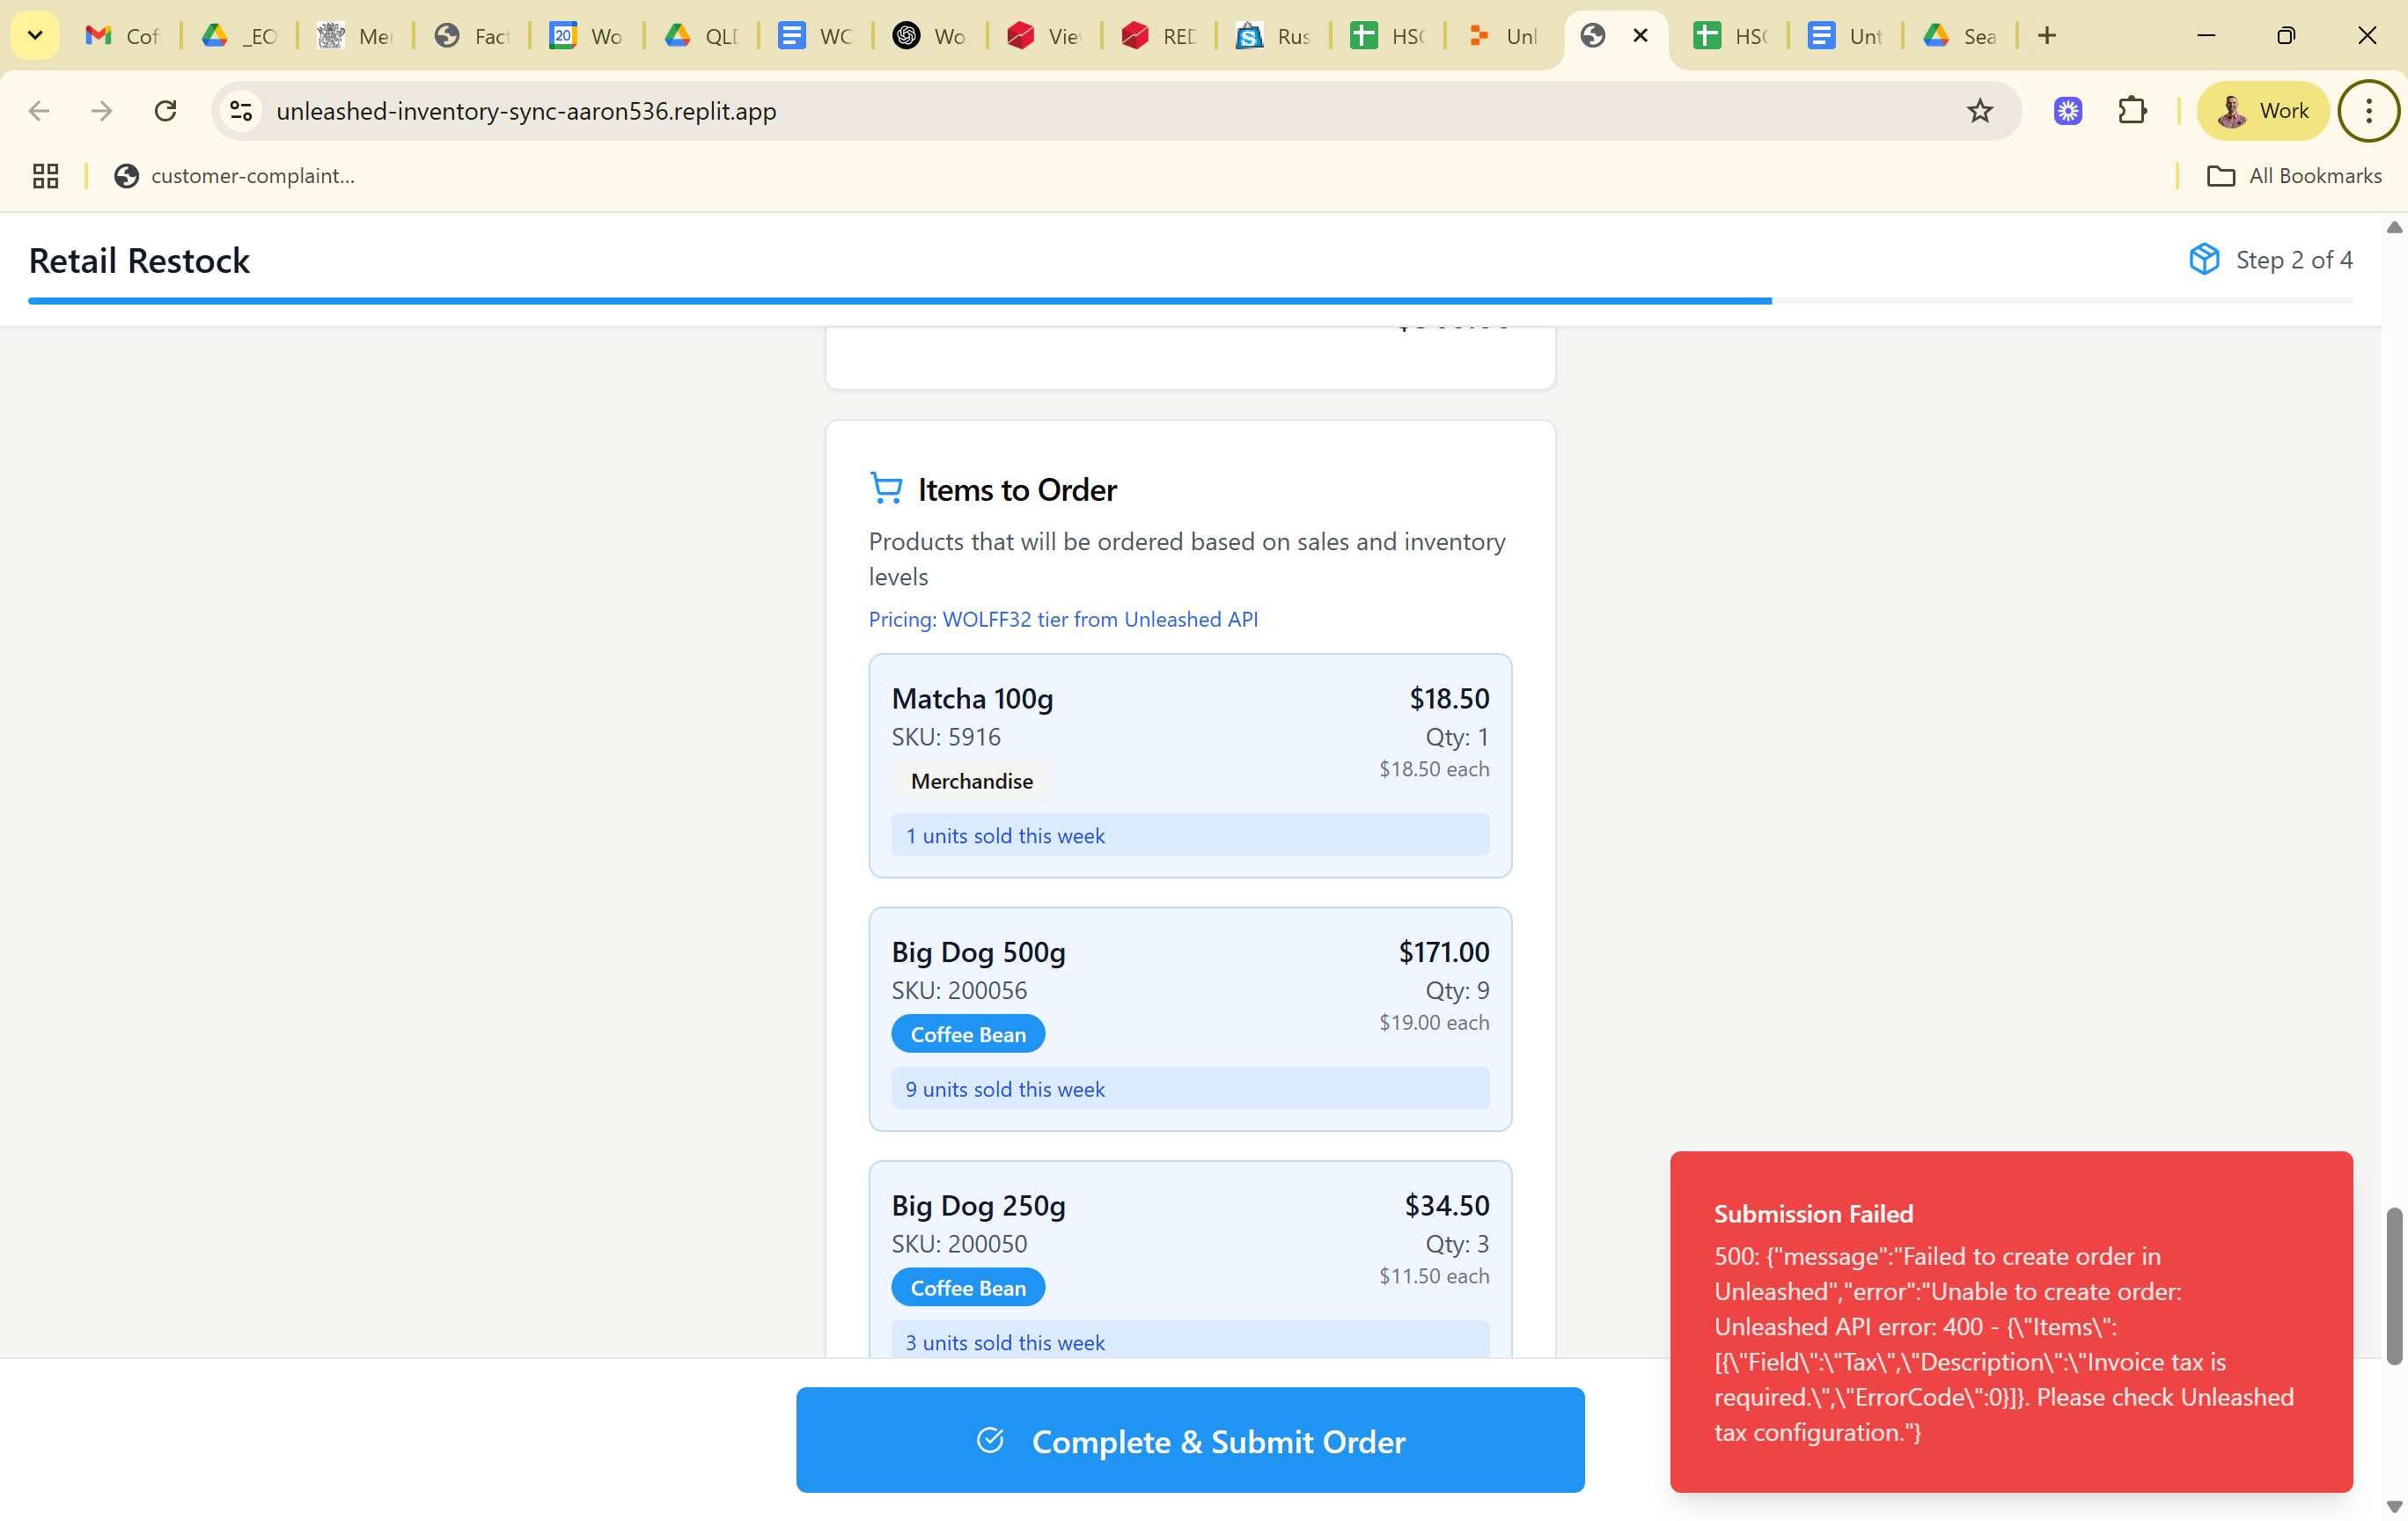 Cof
_EO
Mer
Fact
20
Wo
QLD
WC
Wo
Vie
RED
Rus
HSC
Unl
HSC
Unt
Sea
unleashed-inventory-sync-aaron536.replit.app
Work
customer-complaint...
All Bookmarks
Retail Restock
Step 2 of 4
Items to Order
Products that will be ordered based on sales and inventory
levels
Pricing: WOLFF32 tier from Unleashed API
Matcha 100g
$18.50
SKU: 5916
Qty: 1
Merchandise
$18.50 each
1 units sold this week
Big Dog 500g
$171.00
SKU: 200056
Qty: 9
Coffee Bean
$19.00 each
9 units sold this week
Big Dog 250g
$34.50
SKU: 200050
Qty: 3
Coffee Bean
$11.50 each
3 units sold this week
Complete & Submit Order
Submission Failed
500: {"message":"Failed to create order in
Unleashed","error":"Unable to create order:
Unleashed API error: 400 - {\"Items\":
[{\"Field\":\"Tax\",\"Description\":\"Invoice tax is
required.\",\"ErrorCode\":0}]}. Please check Unleashed
tax configuration."}